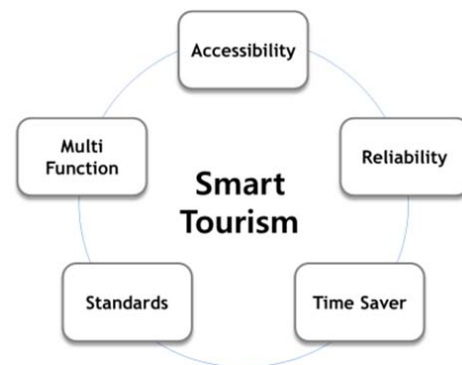 Accessibility
Multi
Function
Reliability
Smart
Tourism
Standards
Time Saver